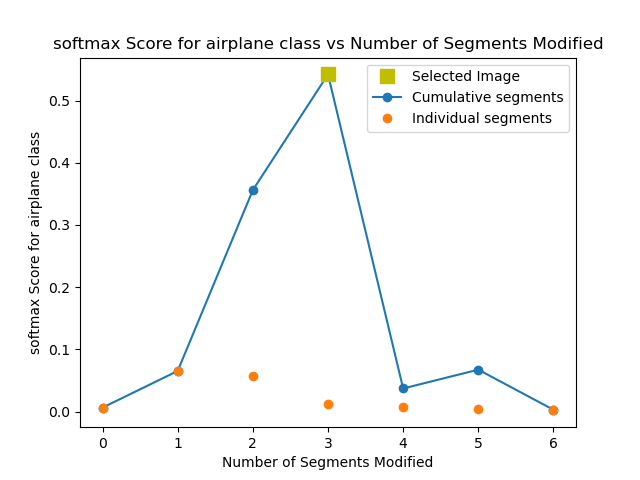 softmax Score for airplane class vs Number of Segments Modified
Selected Image
Cumulative segments
Individual segments
softmax Score for airplane class
0.5
0.4
0.3
0.2
0.1
0.0
0 1 2 3 4 5 6
Number of Segments Modified